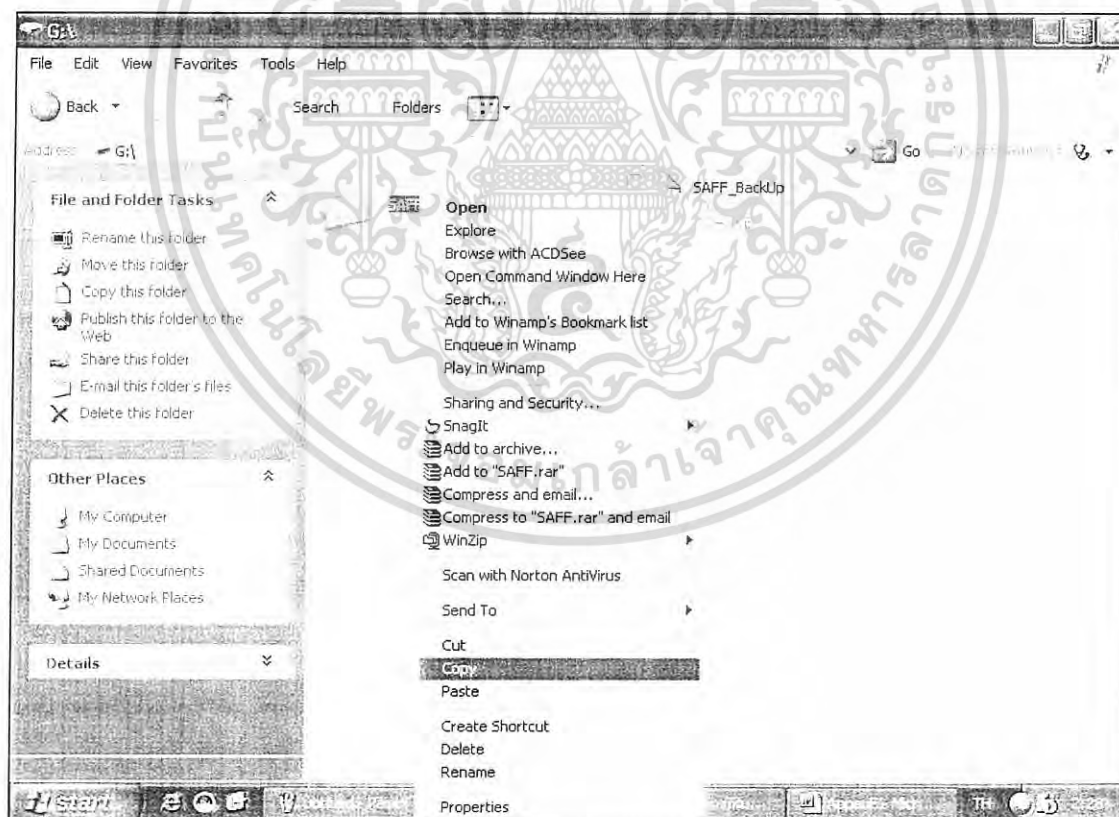 G:\
File Edit View Favorites Tools Help
Back Search Folders
Address G:\ Go
File and Folder Tasks
Rename this folder
Move this folder
Copy this folder
Publish this folder to the
Web
Share this folder
E-mail this folder's files
Delete this folder
Other Places
My Computer
My Documents
Shared Documents
My Network Places
Details
SAFF
SAFF_BackUp
Open
Explore
Browse with ACDSee
Open Command Window Here
Search...
Add to Winamp's Bookmark list
Enqueue in Winamp
Play in Winamp
Sharing and Security...
SnagIt
Add to archive...
Add to "SAFF.rar"
Compress and email...
Compress to "SAFF.rar" and email
WinZip
Scan with Norton AntiVirus
Send To
Cut
Copy
Paste
Create Shortcut
Delete
Rename
Properties
start
TH